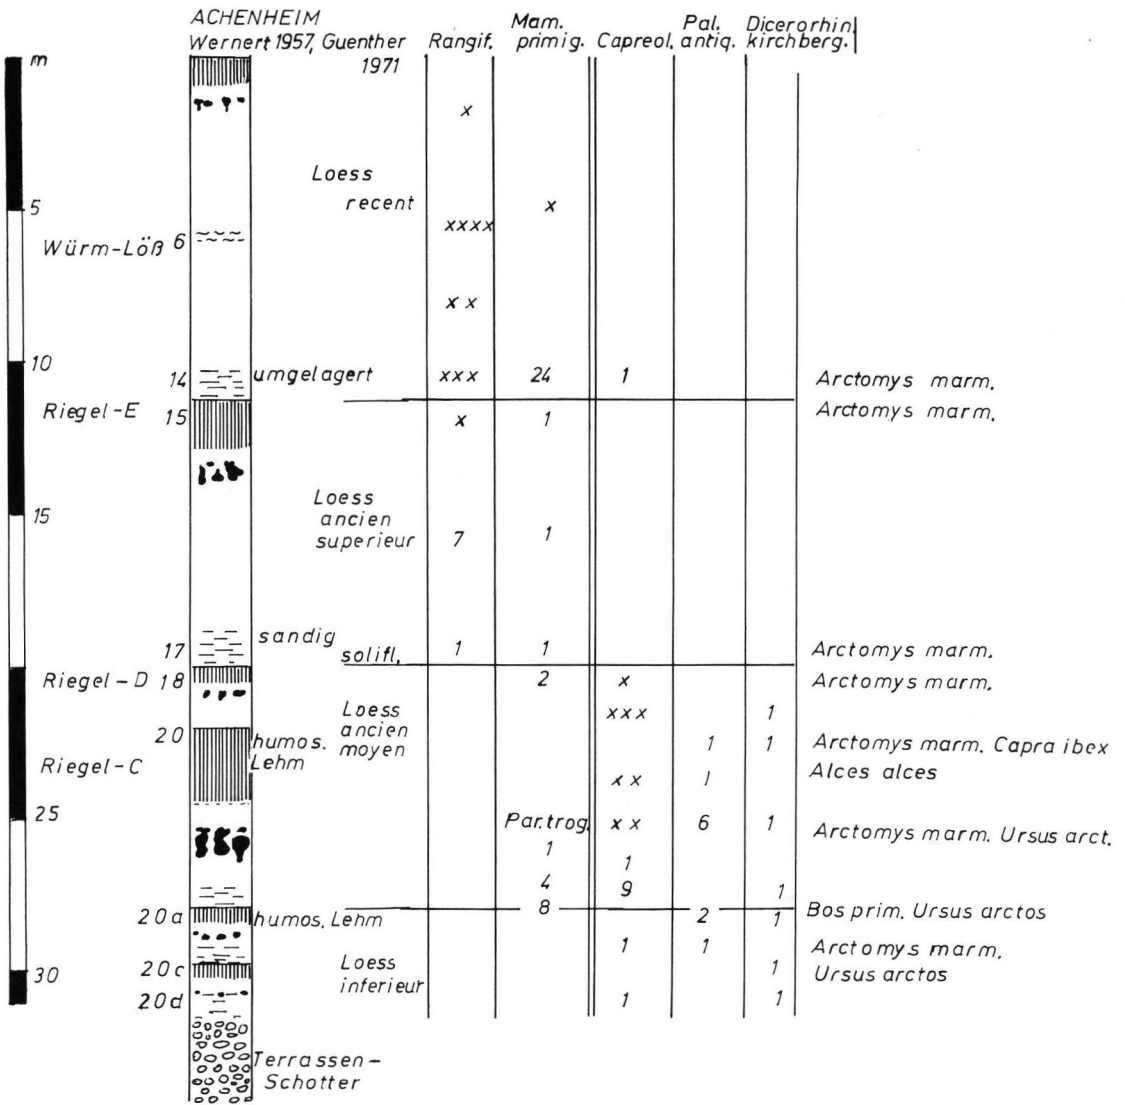 ACHENHEIM
Wernert 1957, Guenther 1971
Rangif.
Mam. primig.
Capreol.
Pal. antiq.
Dicerorhin. kirchberg.
m
x
Loess
recent x
5
xxxx
Würm-Löß 6
x x
10
14 umgelagert xxx 24 1 Arctomys marm.
Riegel-E 15 x 1 Arctomys marm.
15
Loess
ancien
superieur 7 1
sandig
17 solifl. 1 1 Arctomys marm.
Riegel-D 18 2 x Arctomys marm.
Loess xxx 1
ancien
20 humos. moyen 1 1 Arctomys marm. Capra ibex
Riegel-C Lehm x x 1 Alces alces
25
Par.trog. x x 6 1 Arctomys marm. Ursus arct.
1 1
4 9 1
8
20a humos. Lehm 2 1 Bos prim. Ursus arctos
1 1 Arctomys marm.
30 20c Loess 1 Ursus arctos
inferieur
20d 1 1
Terrassen-
Schotter